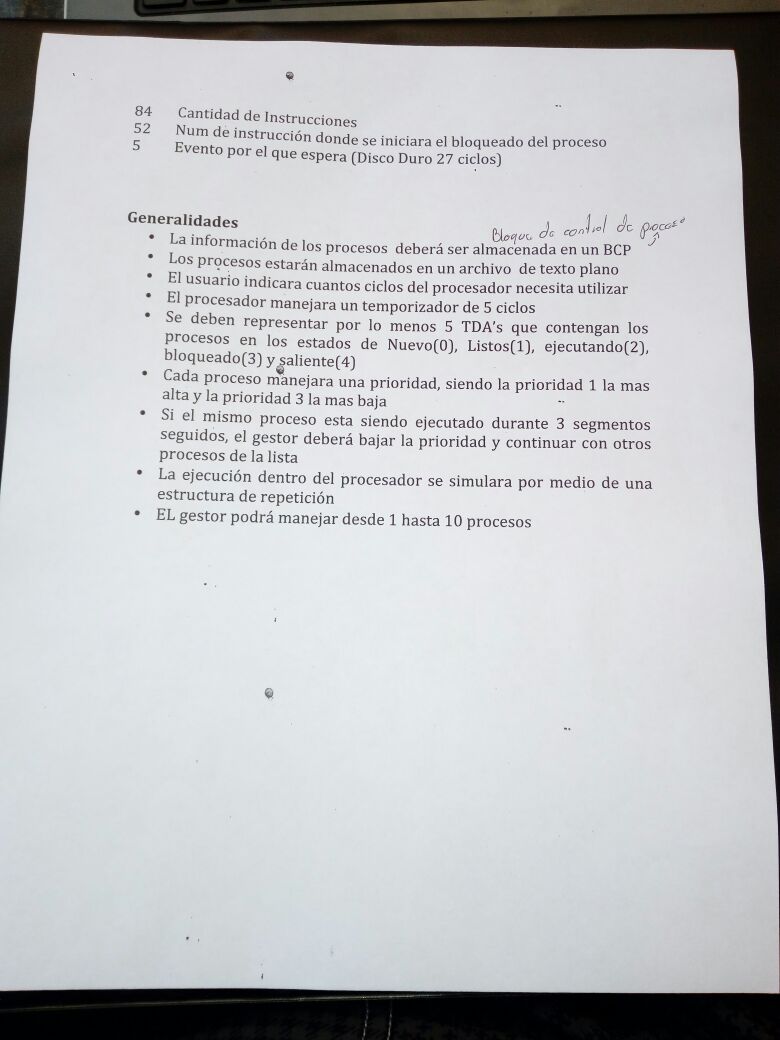 84 Cantidad de Instrucciones
52 Num de instrucción donde se iniciara el bloqueado del proceso
5 Evento por el que espera (Disco Duro 27 ciclos)
Generalidades
Bloque de control de proceso
• La información de los procesos deberá ser almacenada en un BCP
• Los procesos estarán almacenados en un archivo de texto plano
• El usuario indicara cuantos ciclos del procesador necesita utilizar
• El procesador manejara un temporizador de 5 ciclos
• Se deben representar por lo menos 5 TDA's que contengan los
procesos en los estados de Nuevo(0), Listos(1), ejecutando(2),
bloqueado(3) y saliente(4)
• Cada proceso manejara una prioridad, siendo la prioridad 1 la mas
alta y la prioridad 3 la mas baja
• Si el mismo proceso esta siendo ejecutado durante 3 segmentos
seguidos, el gestor deberá bajar la prioridad y continuar con otros
procesos de la lista
• La ejecución dentro del procesador se simulara por medio de una
estructura de repetición
• EL gestor podrá manejar desde 1 hasta 10 procesos